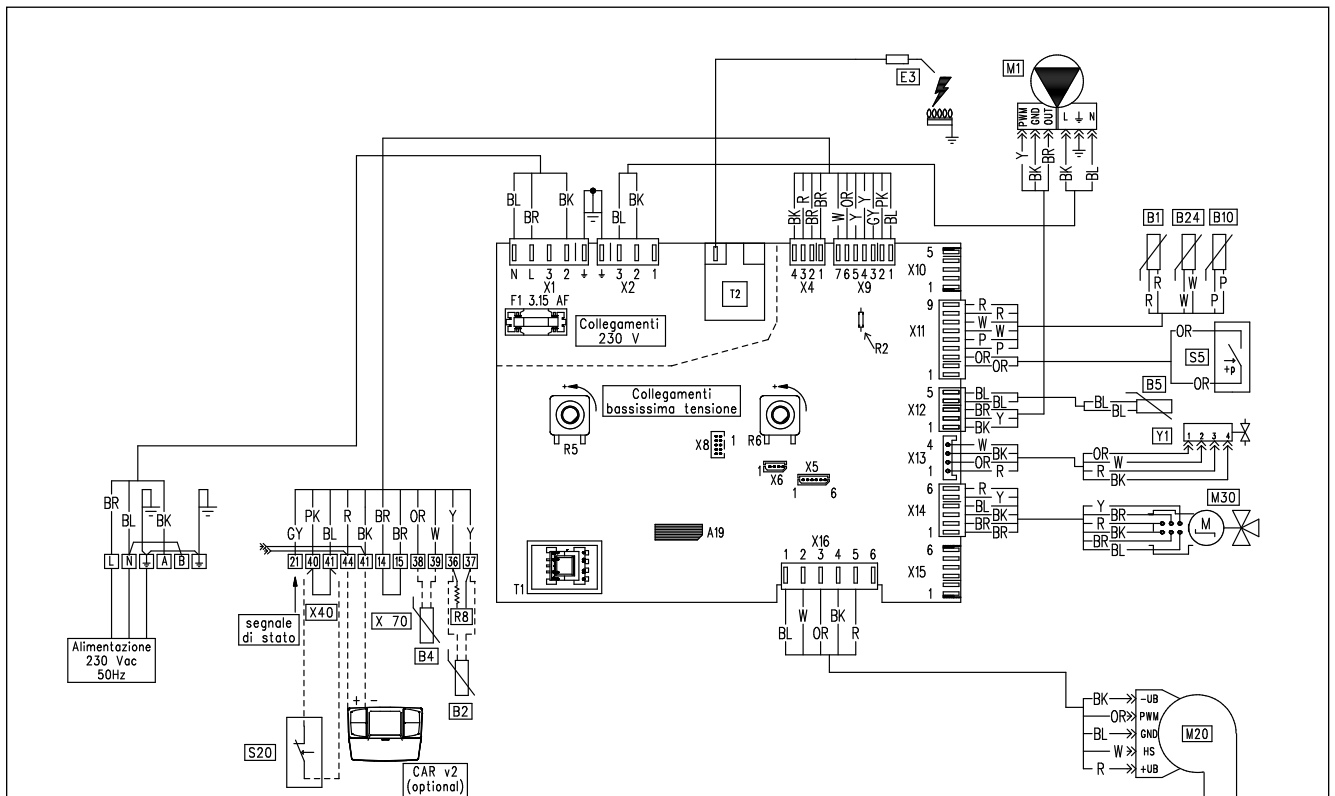 E3
M1
PWM
GND
OUT
L
N
Y
BK
BR
BK
BL
BL
BR
BK
BL
BK
BK
R
BR
BR
W
OR
Y
Y
GY
PK
BL
B1
B24
B10
R
R
W
W
P
P
N L 3 2
X1
3 2 1
X2
T2
4 3 2 1
X4
7 6 5 4 3 2 1
X9
5
X10
1
F1 3.15 AF
Collegamenti
230 V
R2
9
X11
1
R
R
W
W
P
P
OR
OR
OR
S5
+p
OR
Collegamenti
bassissima tensione
+
R5
+
R6
X8 1
1 X6
X5
1 6
5
X12
1
BL
BL
BR
Y
BK
BL
BL
B5
4
X13
1
W
BK
OR
R
Y1
1 2 3 4
OR
W
R
BK
6
X14
1
R
Y
BL
BK
BR
BR
Y
BR
R
BK
BR
BL
M30
M
A19
T1
X16
1 2 3 4 5 6
6
X15
1
BL
W
OR
BK
R
BR
BL
BK
L N A B
Alimentazione
230 Vac
50Hz
GY
PK
BL
R
BK
BR
BR
OR
W
Y
Y
21 40 41 44 41 14 15 38 39 36 37
segnale
di stato
X40
X 70
R8
B4
B2
+ -
S20
CAR v2
(optional)
BK -UB
OR PWM
BL GND
W HS
R +UB
M20